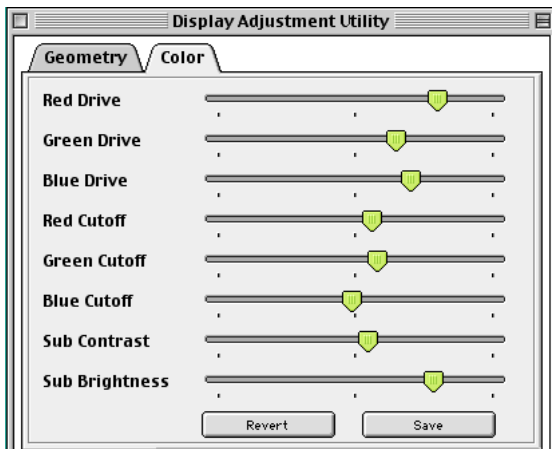 Display Adjustment Utility
Geometry Color
Red Drive
Green Drive
Blue Drive
Red Cutoff
Green Cutoff
Blue Cutoff
Sub Contrast
Sub Brightness
Revert Save